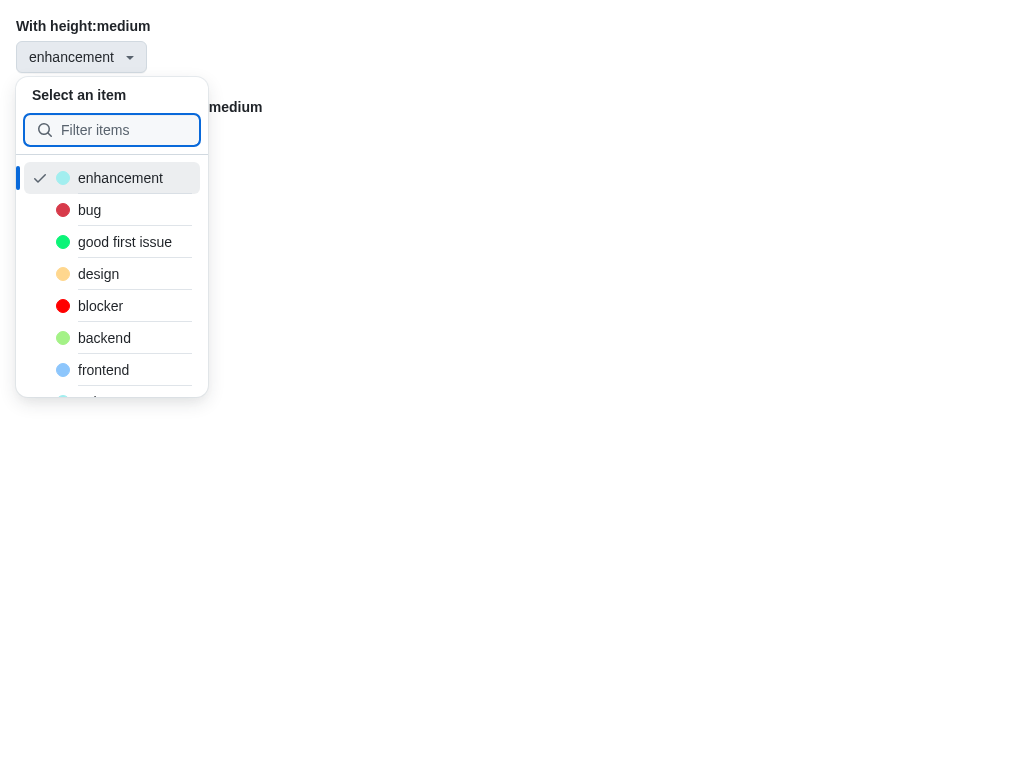 With height:medium
enhancement
Select an item
medium
Filter items
enhancement
bug
good first issue
design
blocker
backend
frontend